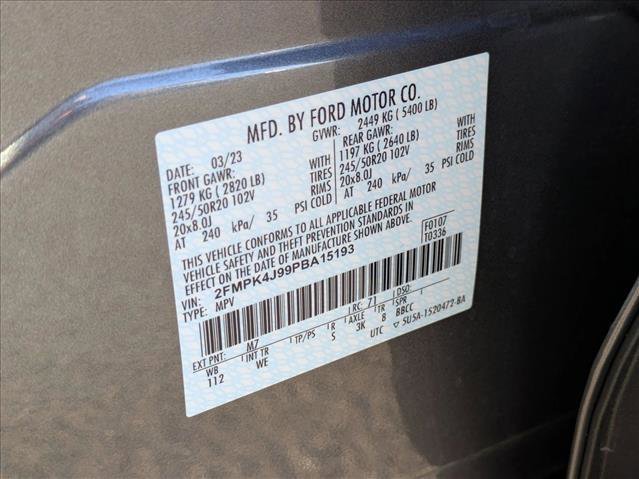 MFD. BY FORD MOTOR CO.
DATE: 03/23 GVWR: 2449 KG ( 5400 LB)
FRONT GAWR: WITH REAR GAWR: WITH
1279 KG ( 2820 LB) TIRES 1197 KG ( 2640 LB) TIRES
245/50R20 102V RIMS 245/50R20 102V RIMS
20x8.0J 20x8.0J
AT 240 kPa/ 35 PSI COLD AT 240 kPa/ 35 PSI COLD
THIS VEHICLE CONFORMS TO ALL APPLICABLE FEDERAL MOTOR
VEHICLE SAFETY AND THEFT PREVENTION STANDARDS IN
EFFECT ON THE DATE OF MANUFACTURE SHOWN ABOVE.
VIN: 2FMPK4J99PBA15193 F0107
TYPE: MPV T0336
EXT PNT: M7 RC: 71 DSO:
WB INT TR TP/PS R AXLE TR SPR
112 WE S 3K 8 BBCC
UTC 5U5A-1520472-BA